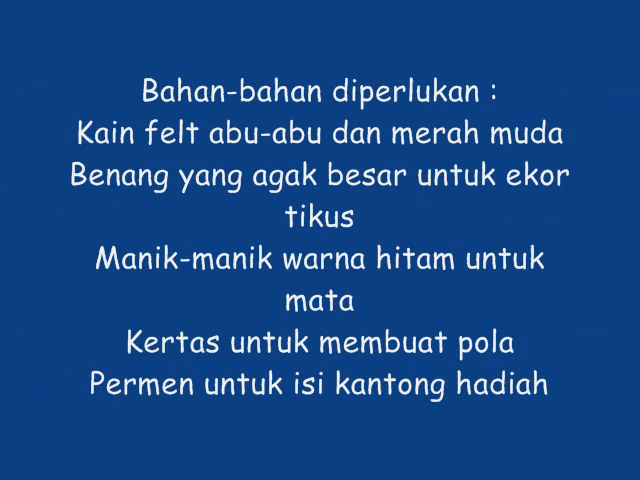 Bahan-bahan diperlukan :
Kain felt abu-abu dan merah muda
Benang yang agak besar untuk ekor
tikus
Manik-manik warna hitam untuk
mata
Kertas untuk membuat pola
Permen untuk isi kantong hadiah